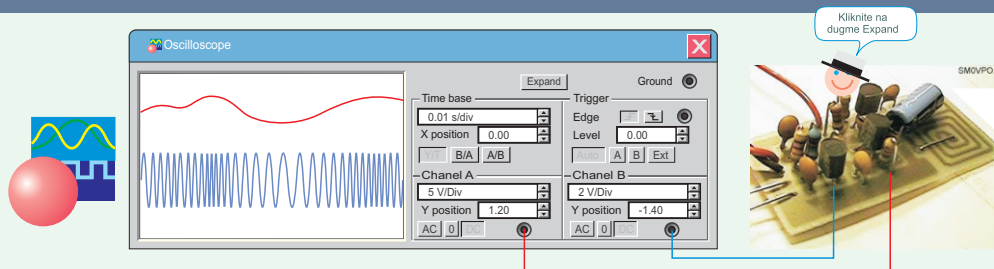 Kliknite na
dugme Expand
Oscilloscope
X
SM0VPO
Expand
Ground
Time base
Trigger
0.01 s/div
Edge
X position 0.00
Level 0.00
Y/T B/A A/B
Auto A B Ext
Chanel A
Chanel B
5 V/Div
2 V/Div
Y position 1.20
Y position -1.40
AC 0 DC
AC 0 DC